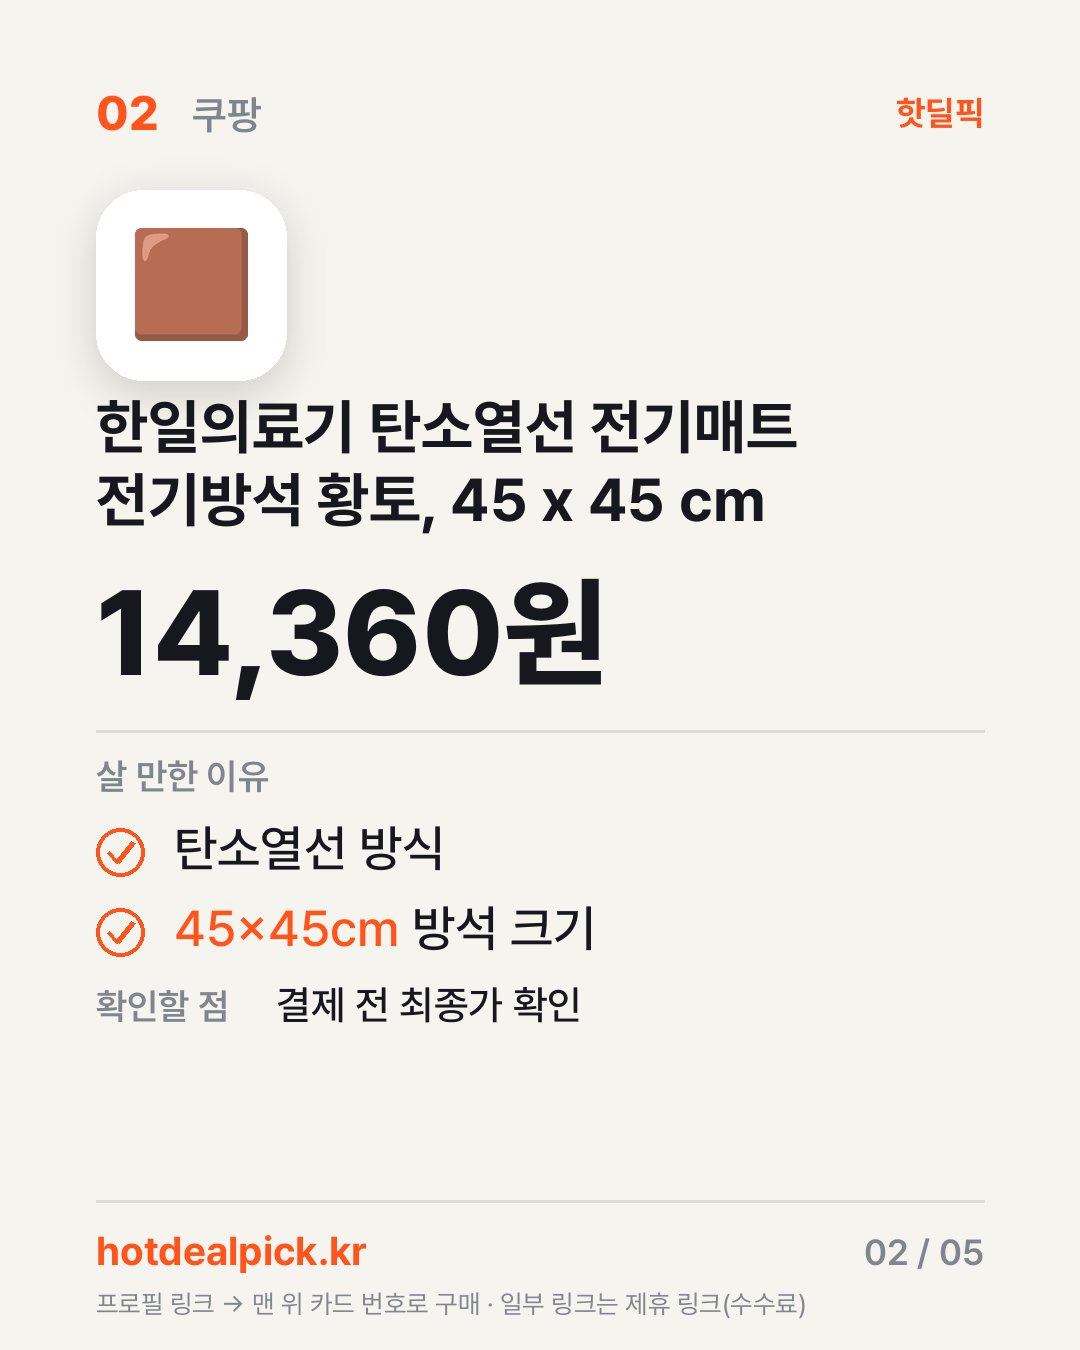 02 쿠팡
핫딜픽
한일의료기 탄소열선 전기매트
전기방석 황토, 45 x 45 cm
14,360원
살 만한 이유
탄소열선 방식
45×45cm 방석 크기
확인할 점 결제 전 최종가 확인
hotdealpick.kr
02 / 05
프로필 링크 → 맨 위 카드 번호로 구매 · 일부 링크는 제휴 링크(수수료)